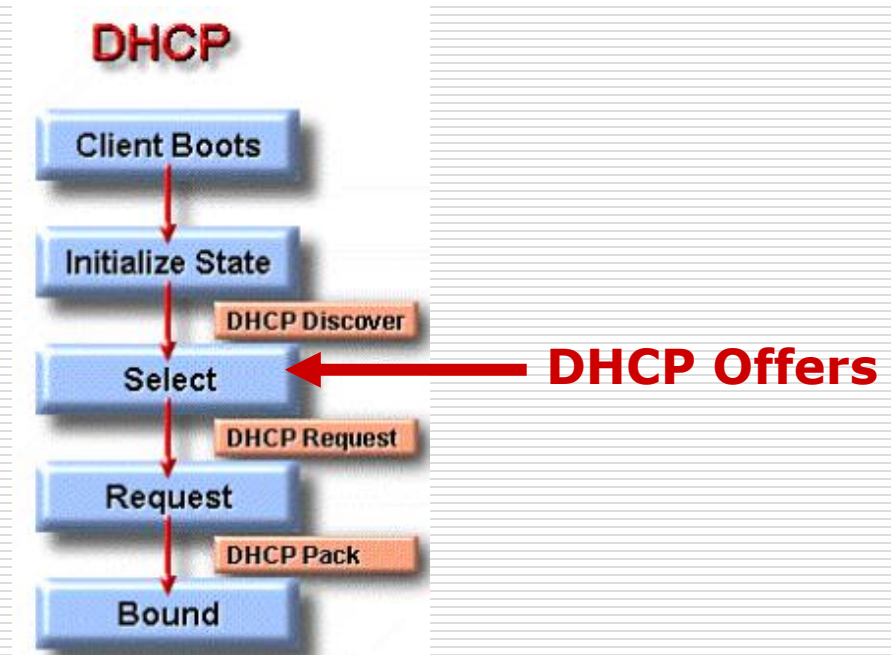 DHCP
Client Boots
Initialize State
DHCP Discover
Select
DHCP Offers
DHCP Request
Request
DHCP Pack
Bound